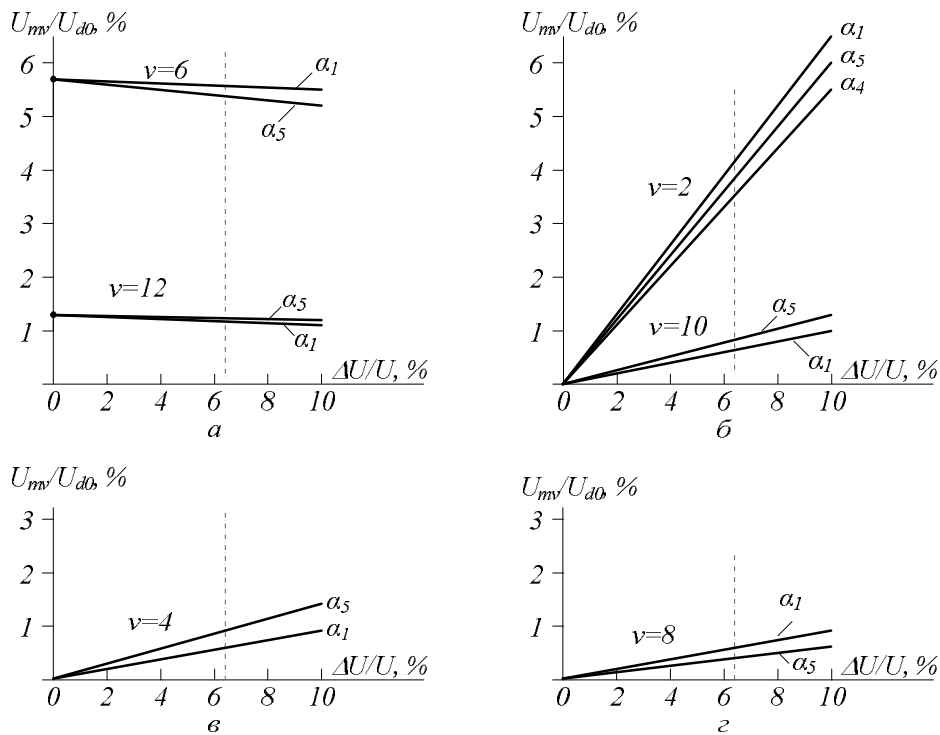 U_mv/U_d0, %
6
5
4
3
2
1
v=6
α1
α5
v=12
α5
α1
ΔU/U, %
0 2 4 6 8 10
а
U_mv/U_d0, %
6
5
4
3
2
1
α1
α5
α4
v=2
v=10
α5
α1
ΔU/U, %
0 2 4 6 8 10
б
U_mv/U_d0, %
3
2
1
v=4
α5
α1
ΔU/U, %
0 2 4 6 8 10
в
U_mv/U_d0, %
3
2
1
α1
v=8
α5
ΔU/U, %
0 2 4 6 8 10
г